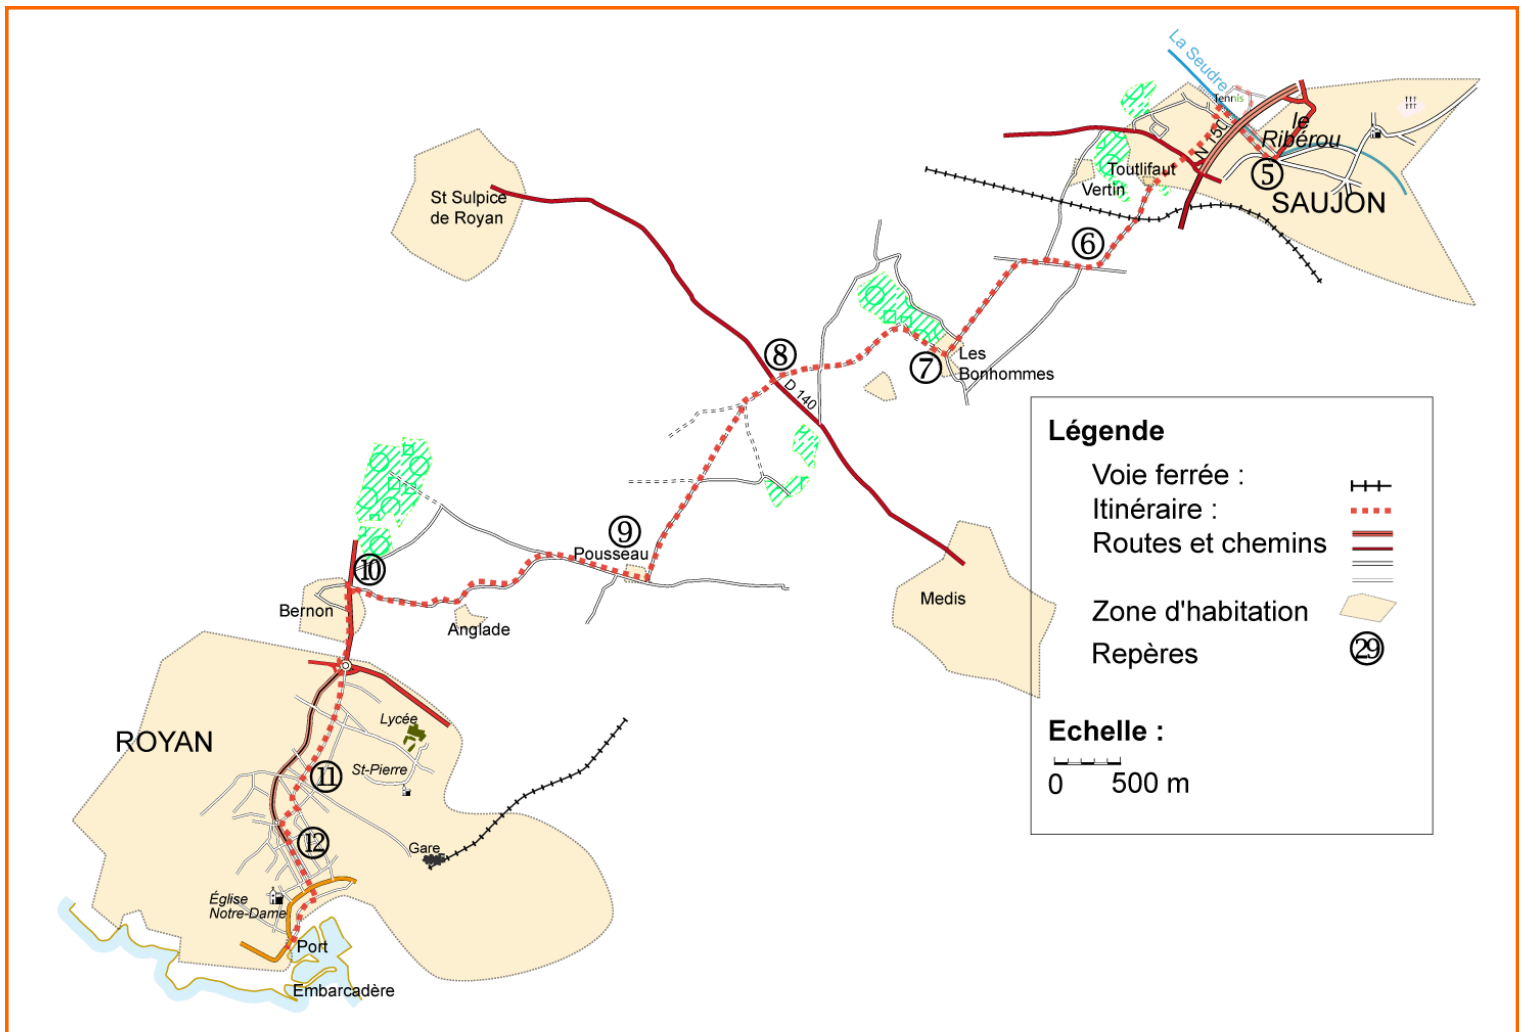 La Seudre
Tennis
N 150
le
Ribérou
⑤
SAUJON
Toutlifaut
Vertin
⑥
St Sulpice
de Royan
⑧
D 140
⑦
Les
Bonhommes
⑨
Pousseau
⑩
Bernon
Anglade
Medis
ROYAN
Lycée
St-Pierre
⑪
⑫
Gare
Église
Notre-Dame
Port
Embarcadère
Légende
Voie ferrée :
Itinéraire :
Routes et chemins
Zone d'habitation
Repères
㉙
Echelle :
0 500 m